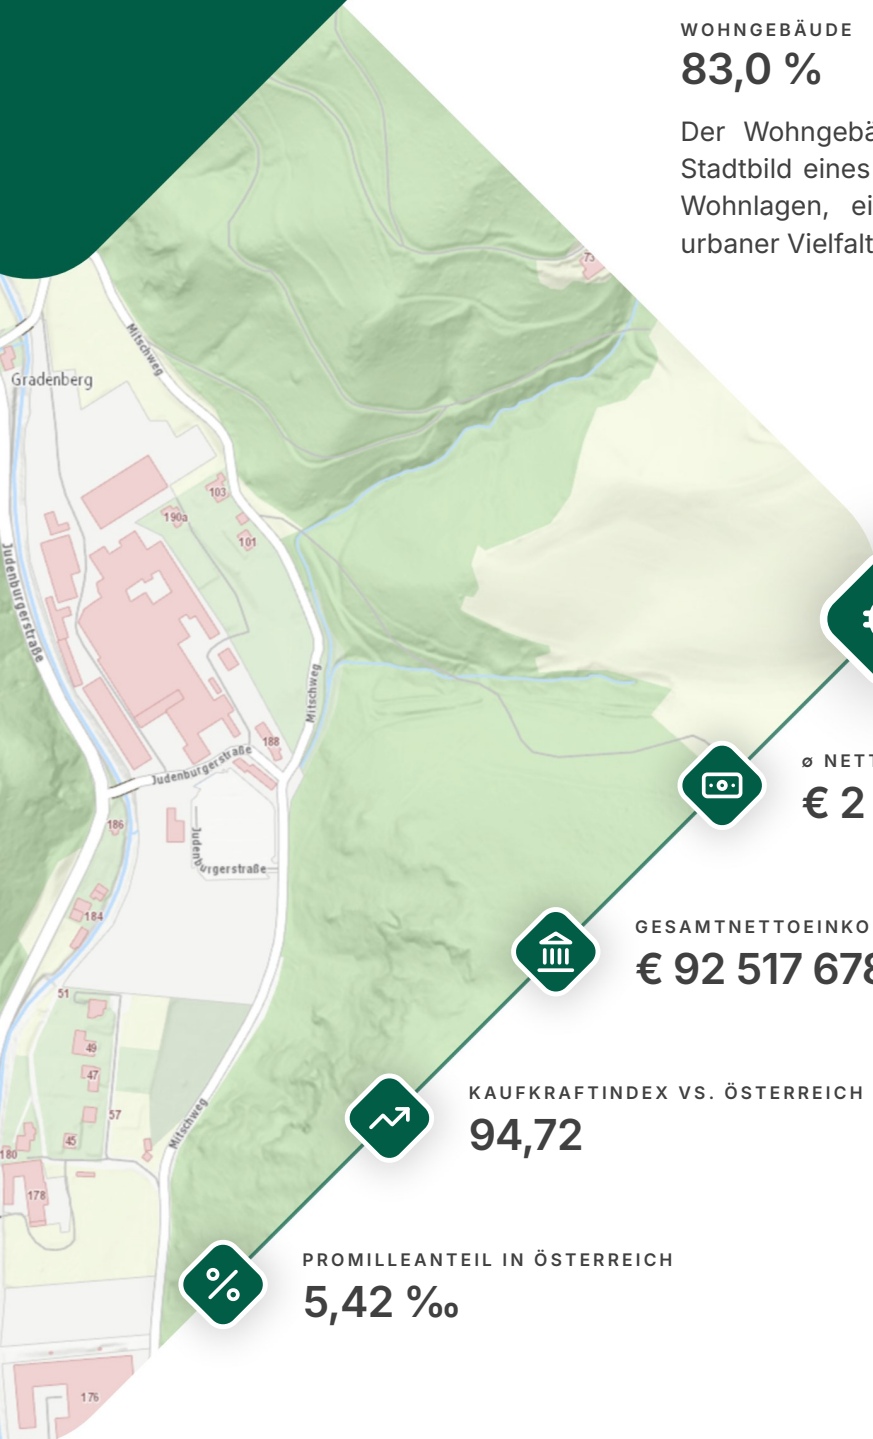 WOHNGEBÄUDE
83,0 %
Der Wohngebä
Stadtbild eines
Wohnlagen, ei
urbaner Vielfalt
73
Mitschweg
Gradenberg
103
190a
101
Judenburgerstraße
Mitschweg
188
Judenburgerstraße
ø NETT
€ 2
186
Judenburgerstraße
184
GESAMTNETTOEINKO
€ 92 517 678
51
49
47
57
KAUFKRAFTINDEX VS. ÖSTERREICH
94,72
Mitschweg
45
180
178
PROMILLEANTEIL IN ÖSTERREICH
5,42 ‰
176